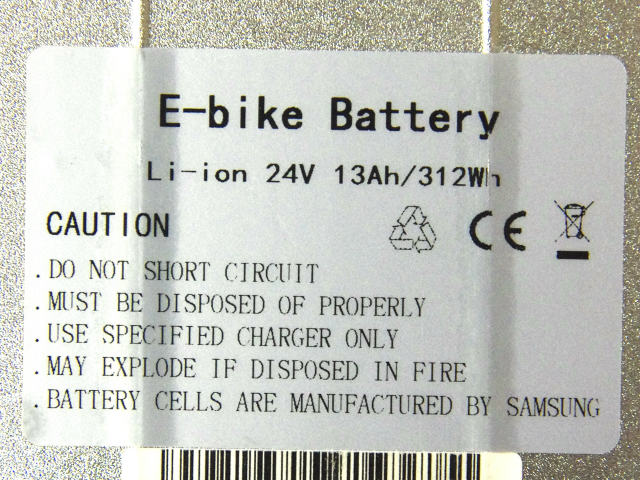 E-bike Battery
Li-ion 24V 13Ah/312Wh
CAUTION
CE
.DO NOT SHORT CIRCUIT
.MUST BE DISPOSED OF PROPERLY
.USE SPECIFIED CHARGER ONLY
.MAY EXPLODE IF DISPOSED IN FIRE
.BATTERY CELLS ARE MANUFACTURED BY SAMSUNG